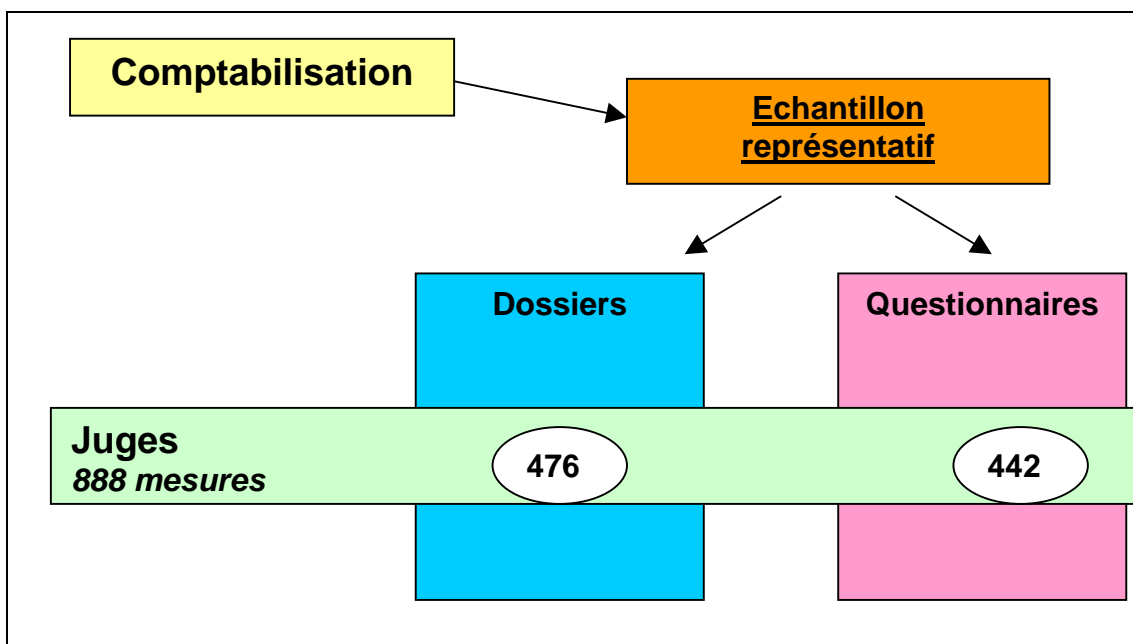 Comptabilisation
Echantillon
représentatif
Dossiers
Questionnaires
Juges
888 mesures
476
442